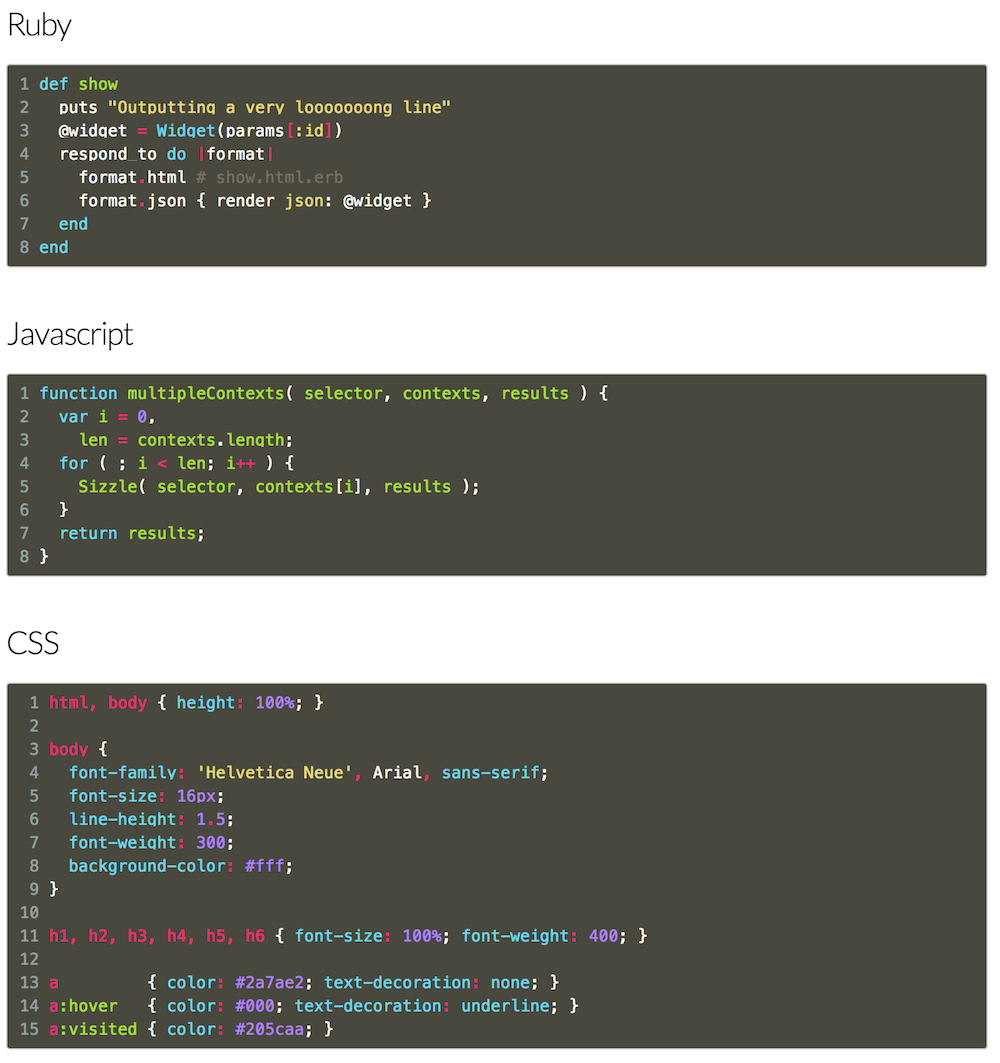 Ruby
1 def show
2   puts "Outputting a very looooooong line"
3   @widget = Widget(params[:id])
4   respond_to do |format|
5     format.html # show.html.erb
6     format.json { render json: @widget }
7   end
8 end
Javascript
1 function multipleContexts( selector, contexts, results ) {
2   var i = 0,
3     len = contexts.length;
4   for ( ; i < len; i++ ) {
5     Sizzle( selector, contexts[i], results );
6   }
7   return results;
8 }
CSS
1 html, body { height: 100%; }
2
3 body {
4   font-family: 'Helvetica Neue', Arial, sans-serif;
5   font-size: 16px;
6   line-height: 1.5;
7   font-weight: 300;
8   background-color: #fff;
9 }
10
11 h1, h2, h3, h4, h5, h6 { font-size: 100%; font-weight: 400; }
12
13 a         { color: #2a7ae2; text-decoration: none; }
14 a:hover   { color: #000; text-decoration: underline; }
15 a:visited { color: #205caa; }